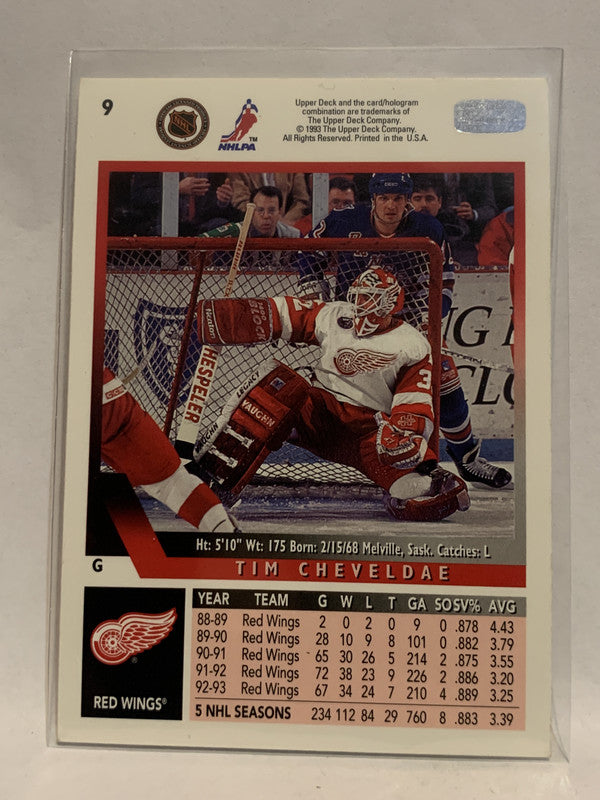 9
NHL
NHLPA
TM
Upper Deck and the card/hologram
combination are trademarks of
The Upper Deck Company.
© 1993 The Upper Deck Company.
All Rights Reserved. Printed in the U.S.A.
HESPELER
LEGACY
VAUGHN
3
Ht: 5'10" Wt: 175 Born: 2/15/68 Melville, Sask. Catches: L
G
TIM CHEVELDAE
YEAR TEAM G W L T GA SO SV% AVG
88-89 Red Wings 2 0 2 0 9 0 .878 4.43
89-90 Red Wings 28 10 9 8 101 0 .882 3.79
90-91 Red Wings 65 30 26 5 214 2 .875 3.55
91-92 Red Wings 72 38 23 9 226 2 .886 3.20
92-93 Red Wings 67 34 24 7 210 4 .889 3.25
5 NHL SEASONS 234 112 84 29 760 8 .883 3.39
RED WINGS®